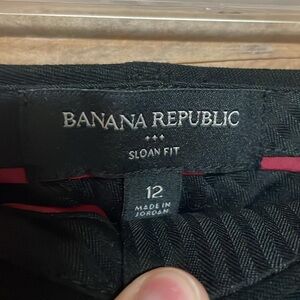 BANANA REPUBLIC
SLOAN FIT
12
MADE IN
JORDAN